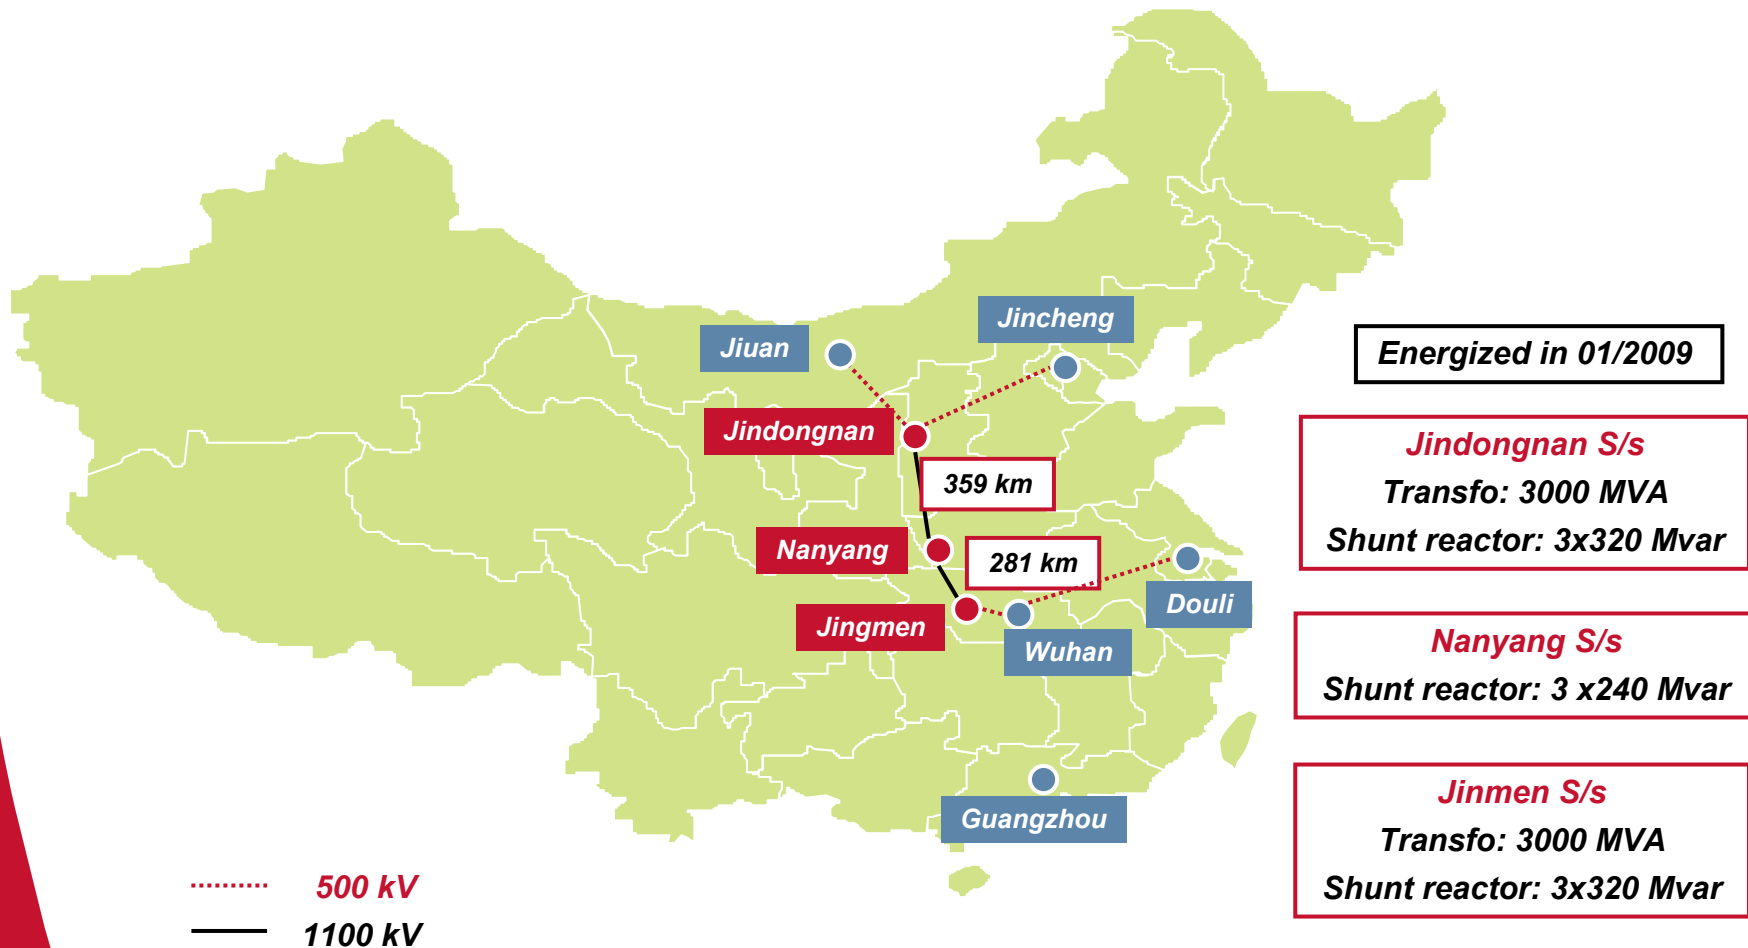 Jincheng
Jiuan
Energized in 01/2009
Jindongnan
Jindongnan S/s
359 km
Transfo: 3000 MVA
Shunt reactor: 3x320 Mvar
Nanyang
281 km
Douli
Jingmen
Wuhan
Nanyang S/s
Shunt reactor: 3 x240 Mvar
Jinmen S/s
Guangzhou
Transfo: 3000 MVA
Shunt reactor: 3x320 Mvar
500 kV
1100 kV